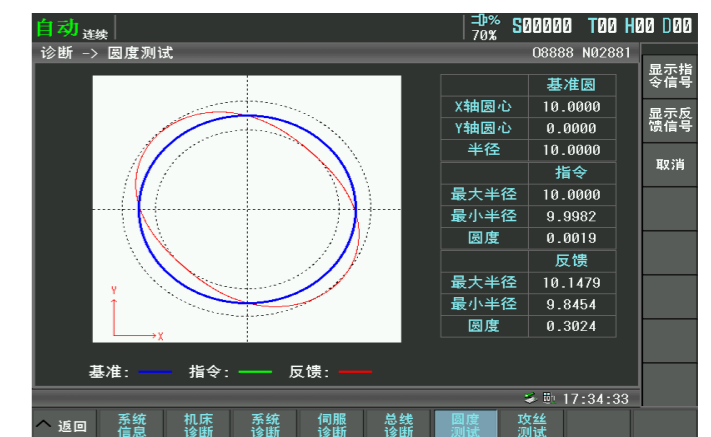 自动 连续 70% S00000 T00 H00 D00
诊断 -> 圆度测试 O8888 N02881
显示指令信号
显示反馈信号
取消
基准圆
X轴圆心 10.0000
Y轴圆心 0.0000
半径 10.0000
指令
最大半径 10.0000
最小半径 9.9982
圆度 0.0019
反馈
最大半径 10.1479
最小半径 9.8454
圆度 0.3024
Y
X
基准: 指令: 反馈:
17:34:33
返回 系统信息 机床诊断 系统诊断 伺服诊断 总线诊断 圆度测试 攻丝测试